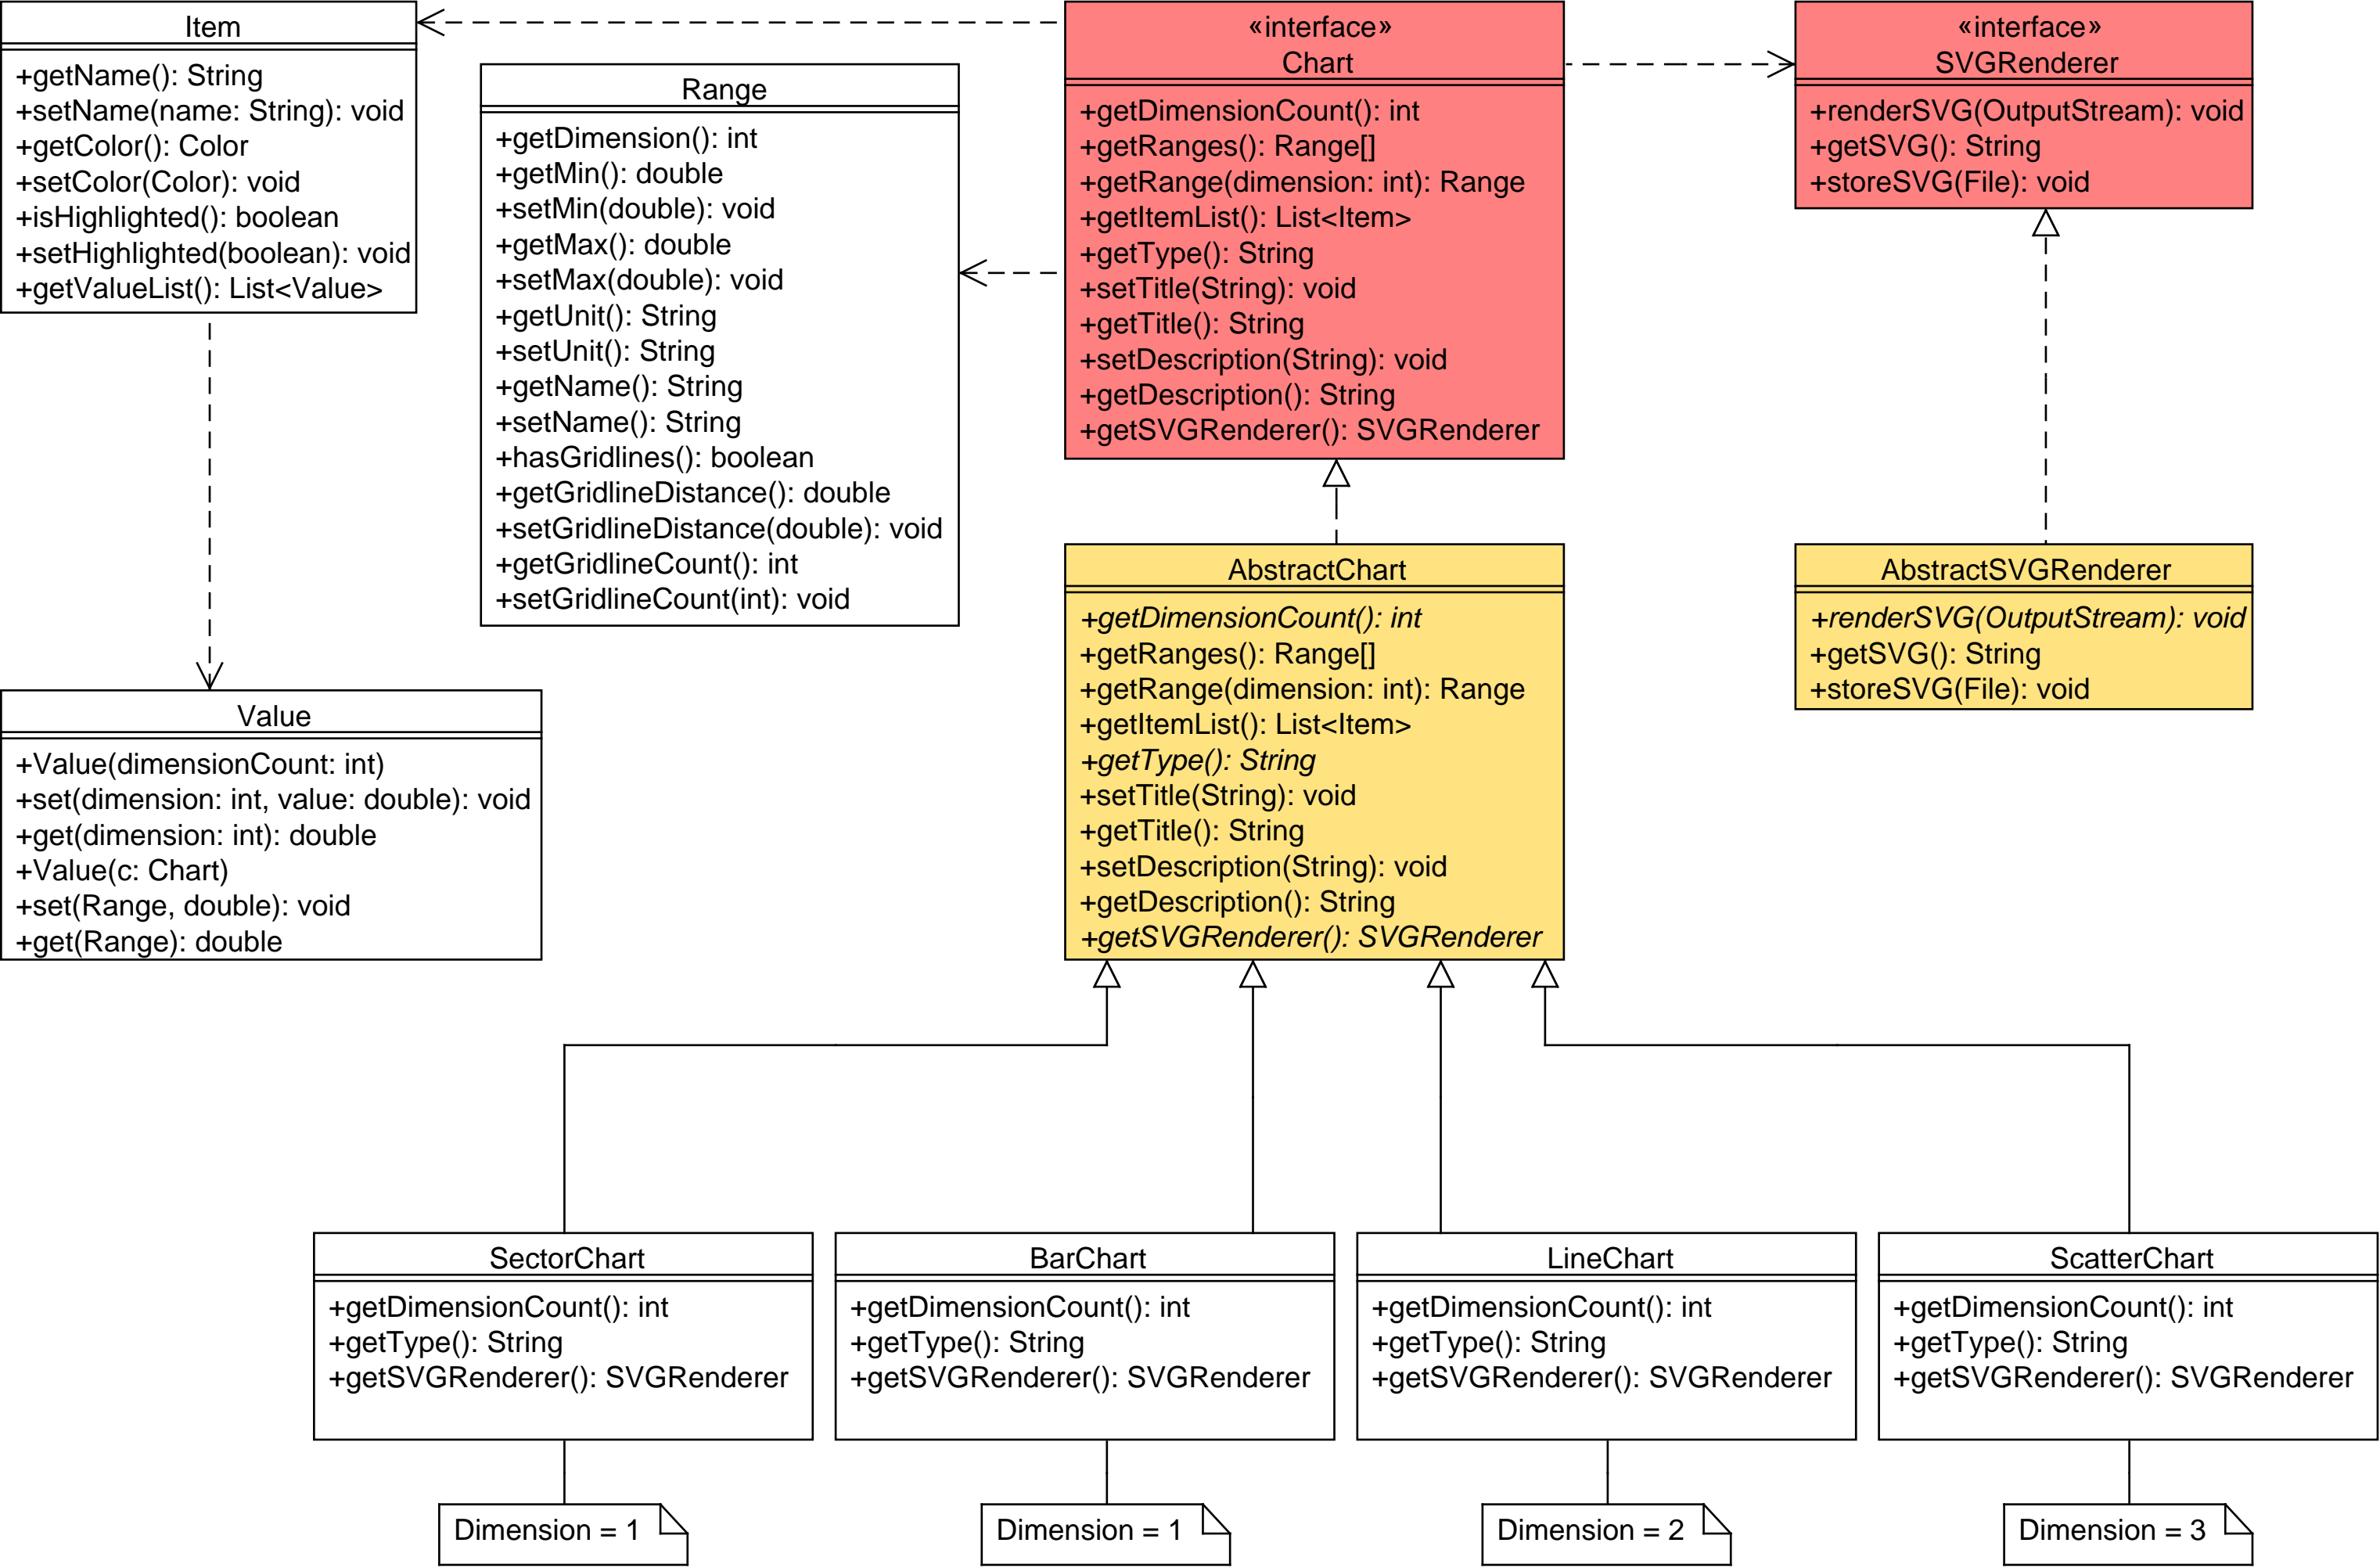 Item
+getName(): String
+setName(name: String): void
+getColor(): Color
+setColor(Color): void
+isHighlighted(): boolean
+setHighlighted(boolean): void
+getValueList(): List<Value>
Range
+getDimension(): int
+getMin(): double
+setMin(double): void
+getMax(): double
+setMax(double): void
+getUnit(): String
+setUnit(): String
+getName(): String
+setName(): String
+hasGridlines(): boolean
+getGridlineDistance(): double
+setGridlineDistance(double): void
+getGridlineCount(): int
+setGridlineCount(int): void
«interface»
Chart
+getDimensionCount(): int
+getRanges(): Range[]
+getRange(dimension: int): Range
+getItemList(): List<Item>
+getType(): String
+setTitle(String): void
+getTitle(): String
+setDescription(String): void
+getDescription(): String
+getSVGRenderer(): SVGRenderer
«interface»
SVGRenderer
+renderSVG(OutputStream): void
+getSVG(): String
+storeSVG(File): void
Value
+Value(dimensionCount: int)
+set(dimension: int, value: double): void
+get(dimension: int): double
+Value(c: Chart)
+set(Range, double): void
+get(Range): double
AbstractChart
+getDimensionCount(): int
+getRanges(): Range[]
+getRange(dimension: int): Range
+getItemList(): List<Item>
+getType(): String
+setTitle(String): void
+getTitle(): String
+setDescription(String): void
+getDescription(): String
+getSVGRenderer(): SVGRenderer
AbstractSVGRenderer
+renderSVG(OutputStream): void
+getSVG(): String
+storeSVG(File): void
SectorChart
+getDimensionCount(): int
+getType(): String
+getSVGRenderer(): SVGRenderer
BarChart
+getDimensionCount(): int
+getType(): String
+getSVGRenderer(): SVGRenderer
LineChart
+getDimensionCount(): int
+getType(): String
+getSVGRenderer(): SVGRenderer
ScatterChart
+getDimensionCount(): int
+getType(): String
+getSVGRenderer(): SVGRenderer
Dimension = 1
Dimension = 1
Dimension = 2
Dimension = 3